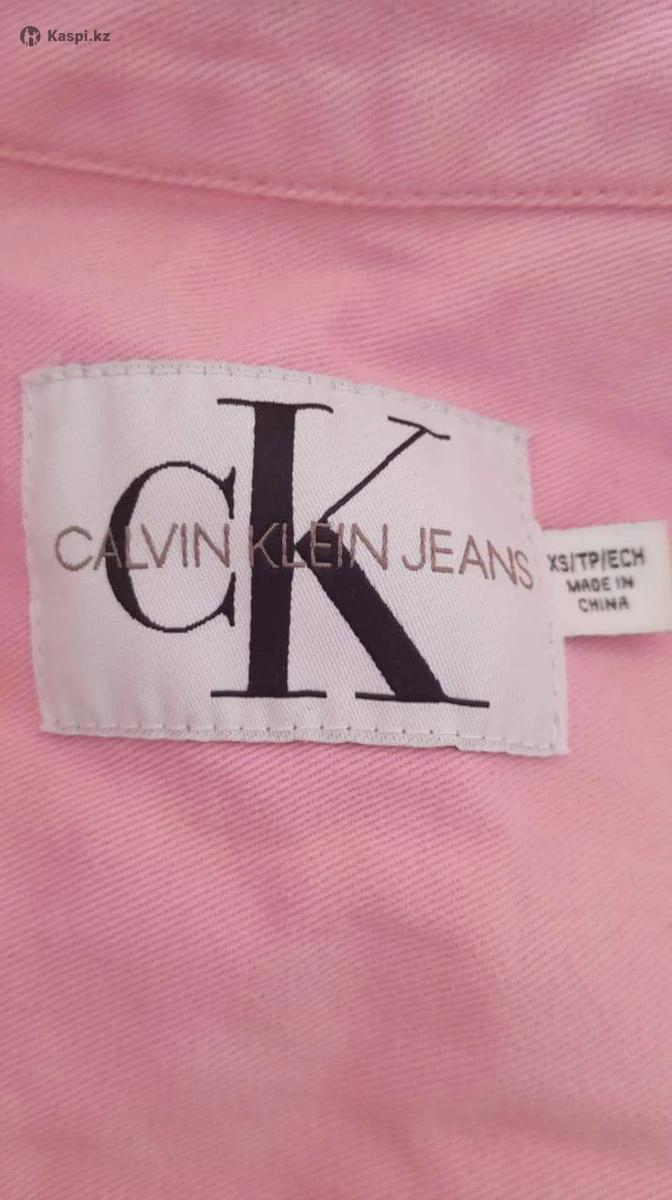 Kaspi.kz
CK
CALVIN KLEIN JEANS
XS/TP/ECH
MADE IN
CHINA